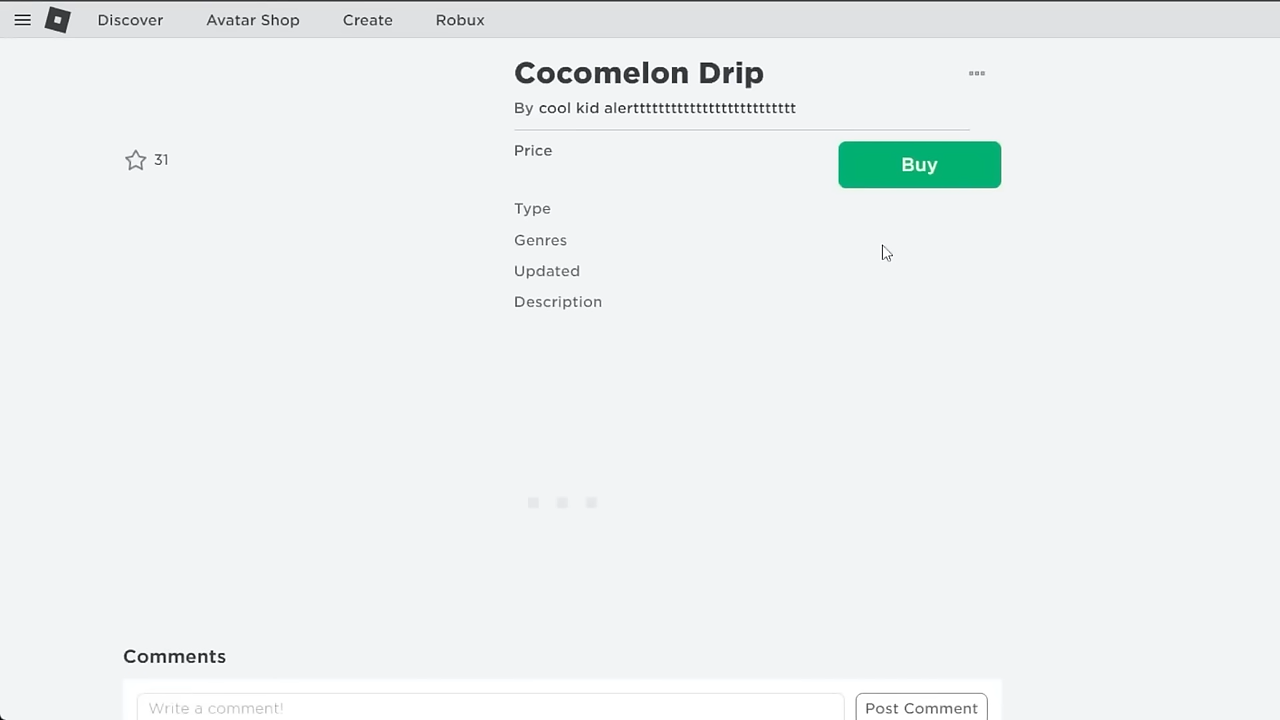 Discover Avatar Shop Create Robux
Cocomelon Drip
By cool kid alertttttttttttttttttttttttttt
31
Price
Buy
Type
Genres
Updated
Description
Comments
Write a comment!
Post Comment